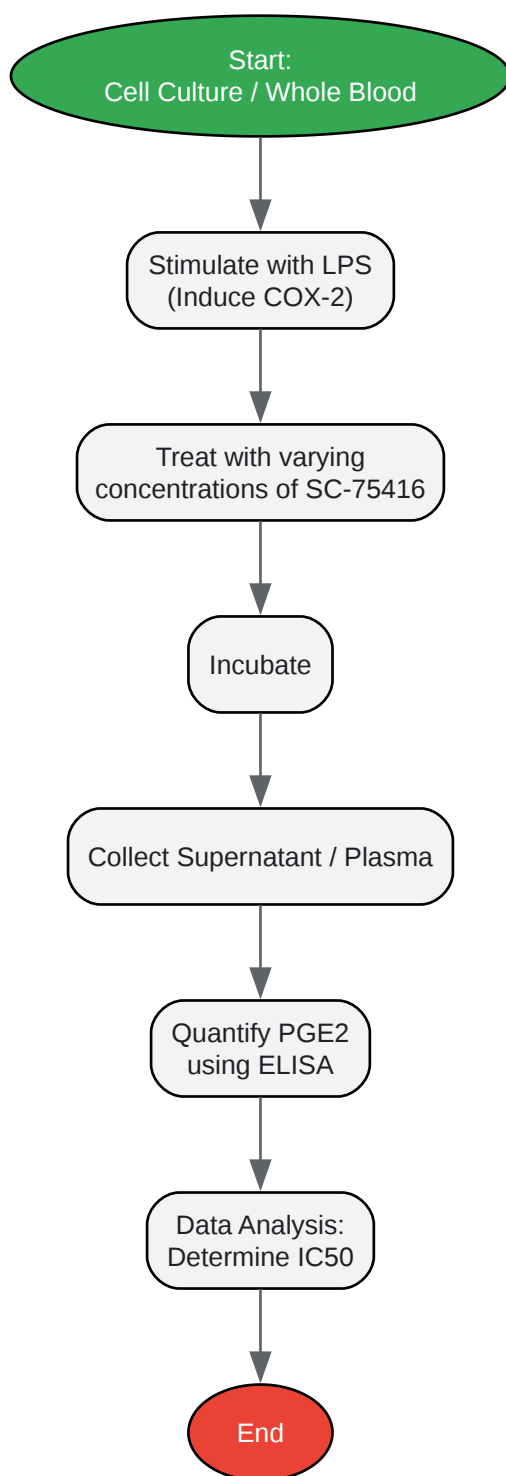 Start:
Cell Culture / Whole Blood
Stimulate with LPS
(Induce COX-2)
Treat with varying
concentrations of SC-75416
Incubate
Collect Supernatant / Plasma
Quantify PGE2
using ELISA
Data Analysis:
Determine IC50
End